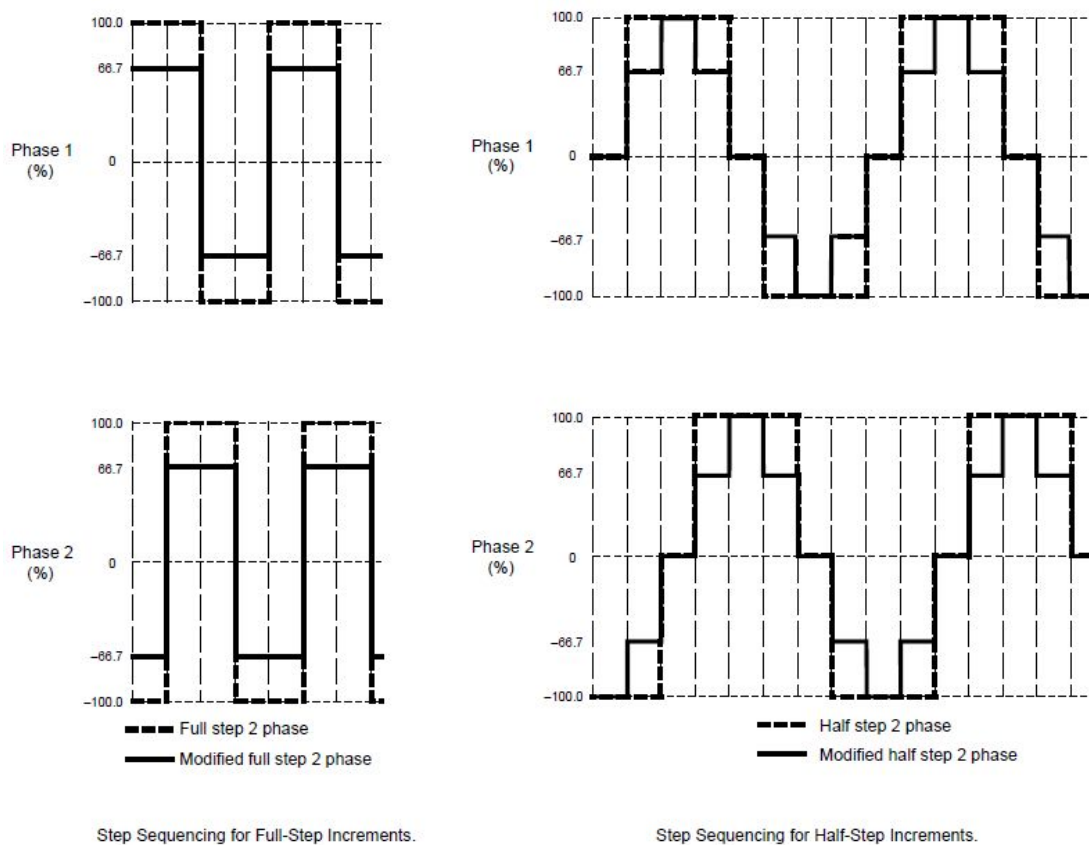 100.0
66.7
Phase 1
(%)
0
–66.7
–100.0
100.0
66.7
Phase 1
(%)
0
–66.7
–100.0
100.0
66.7
Phase 2
(%)
0
–66.7
–100.0
Full step 2 phase
Modified full step 2 phase
100.0
66.7
Phase 2
(%)
0
–66.7
–100.0
Half step 2 phase
Modified half step 2 phase
Step Sequencing for Full-Step Increments.
Step Sequencing for Half-Step Increments.